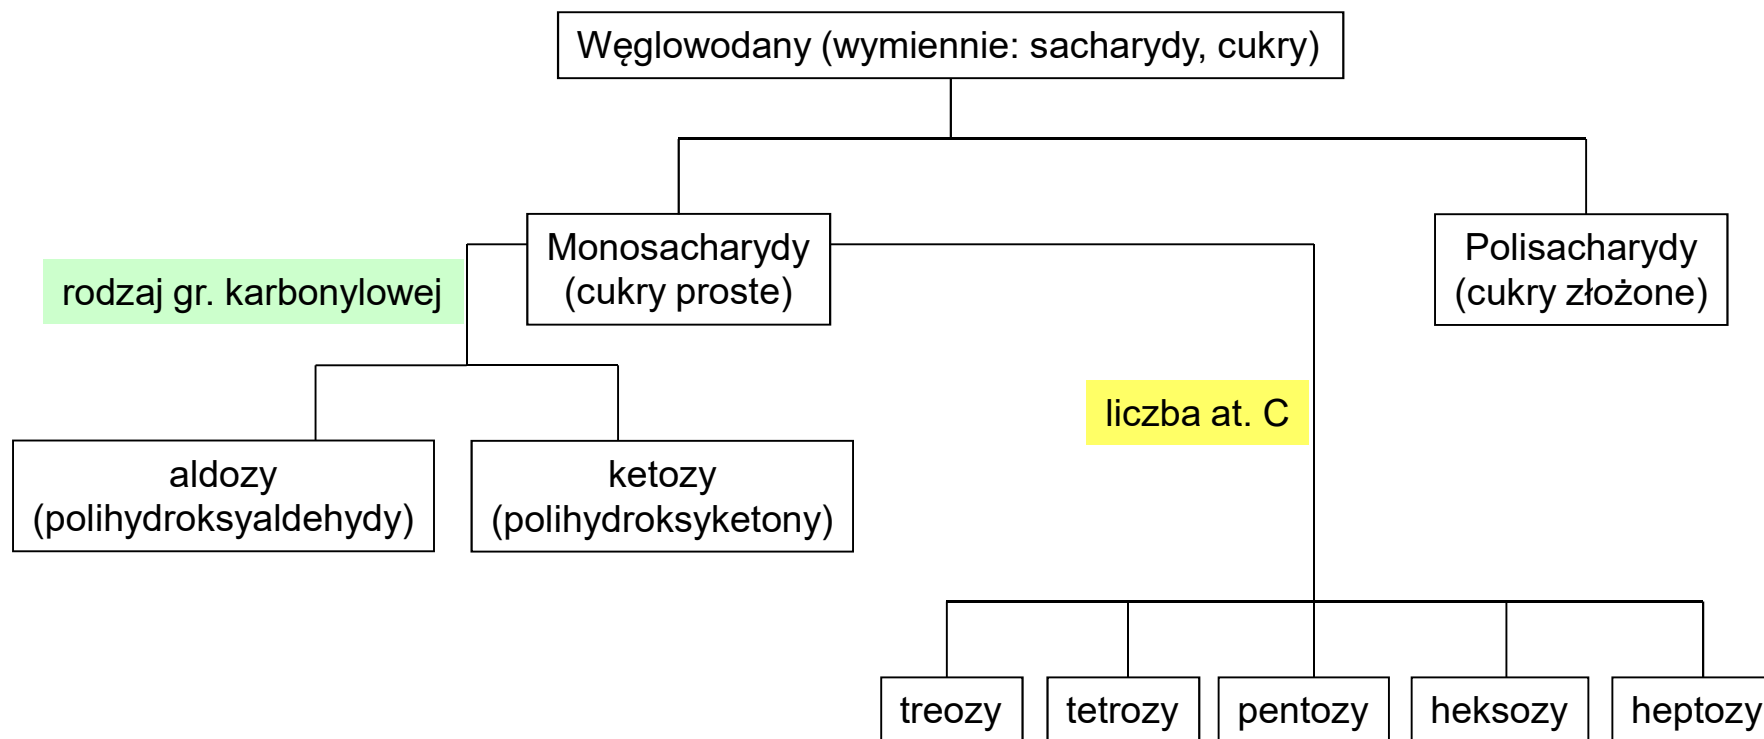 Węglowodany (wymiennie: sacharydy, cukry)
Monosacharydy
(cukry proste)
Polisacharydy
(cukry złożone)
rodzaj gr. karbonylowej
liczba at. C
aldozy
(polihydroksyaldehydy)
ketozy
(polihydroksyketony)
treozy
tetrozy
pentozy
heksozy
heptozy